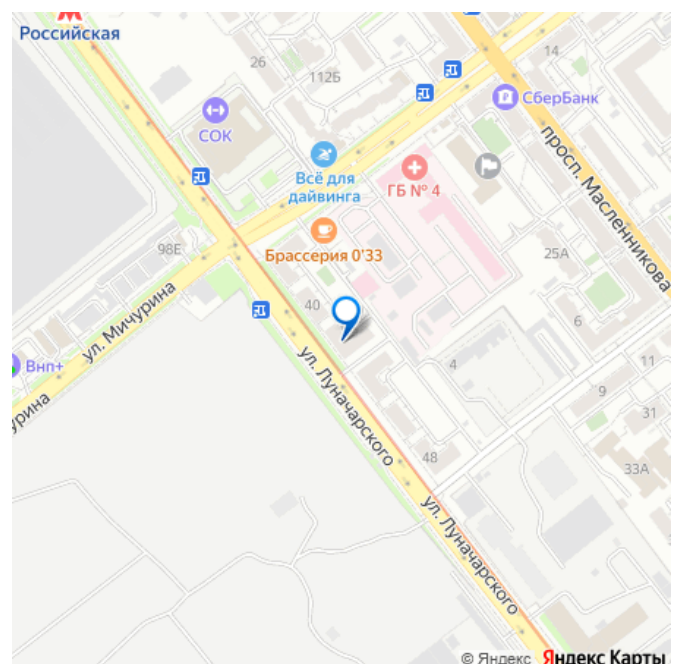 Российская
26
112Б
14
СберБанк
СОК
Всё для
дайвинга
ГБ № 4
просп. Масленникова
98Е
Брассерия 0'33
25А
40
ул. Мичурина
6
Внп+
4
11
ул. Луначарского
9
31
урина
48
33А
ул. Луначарского
© Яндекс Яндекс Карты